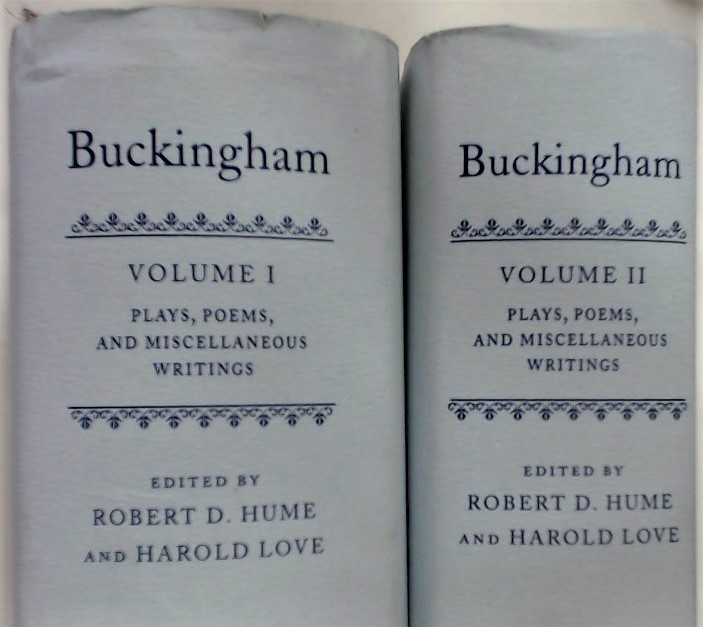 Buckingham
VOLUME I
PLAYS, POEMS,
AND MISCELLANEOUS
WRITINGS
EDITED BY
ROBERT D. HUME
AND HAROLD LOVE
Buckingham
VOLUME II
PLAYS, POEMS,
AND MISCELLANEOUS
WRITINGS
EDITED BY
ROBERT D. HUME
AND HAROLD LOVE